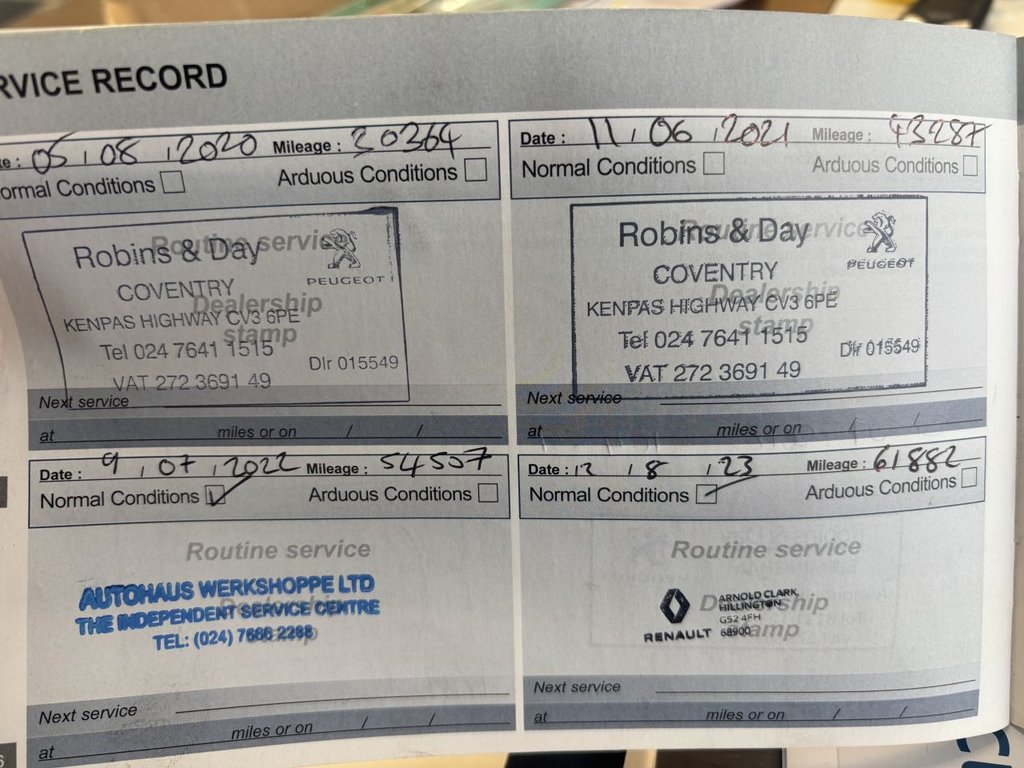 RVICE RECORD
e : 05 / 08 / 2020 Mileage : 30364
ormal Conditions Arduous Conditions
Routine service
Robins & Day
PEUGEOT
COVENTRY
Dealership
KENPAS HIGHWAY CV3 6PE
stamp
Tel 024 7641 1515
Dlr 015549
VAT 272 3691 49
Next service
at miles or on / /
Date : 11 / 06 / 2021 Mileage : 43287
Normal Conditions Arduous Conditions
Routine service
Robins & Day
PEUGEOT
COVENTRY
Dealership
KENPAS HIGHWAY CV3 6PE
stamp
Tel 024 7641 1515
Dlr 015549
VAT 272 3691 49
Next service
at miles or on / /
Date : 9 / 07 / 2022 Mileage : 54507
Normal Conditions Arduous Conditions
Routine service
AUTOHAUS WERKSHOPPE LTD
THE INDEPENDENT SERVICE CENTRE
TEL: (024) 7668 2288
Next service
at miles or on / /
Date : 12 / 8 / 23 Mileage : 61882
Normal Conditions Arduous Conditions
Routine service
Dealership
stamp
ARNOLD CLARK
HILLINGTON
G52 4FH
RENAULT 68900
Next service
at miles or on / /